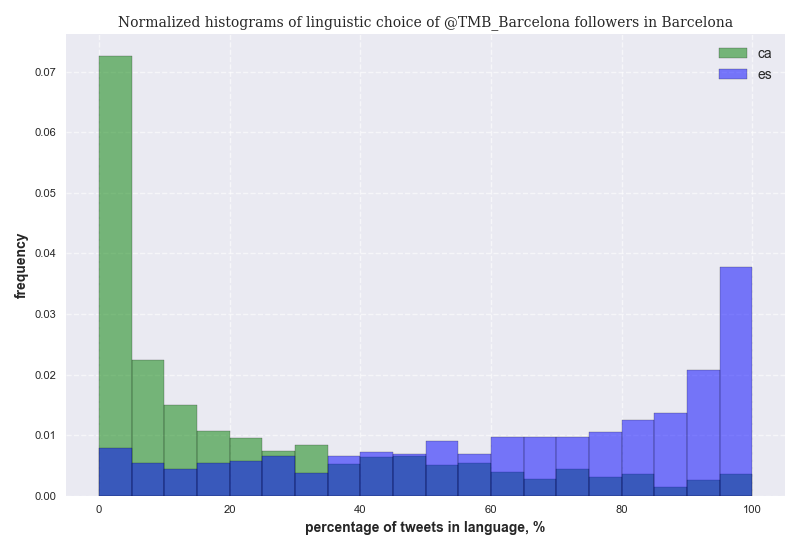 Normalized histograms of linguistic choice of @TMB_Barcelona followers in Barcelona
ca
es
0.07
0.06
0.05
0.04
0.03
0.02
0.01
0.00
frequency
0 20 40 60 80 100
percentage of tweets in language, %